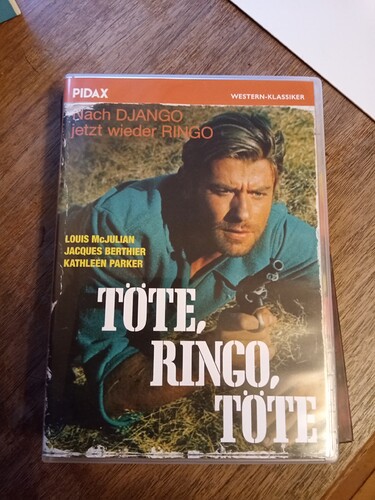 PIDAX
WESTERN-KLASSIKER
Nach DJANGO
jetzt wieder RINGO
LOUIS McJULIAN
JACQUES BERTHIER
KATHLEEN PARKER
TÖTE,
RINGO,
TÖTE